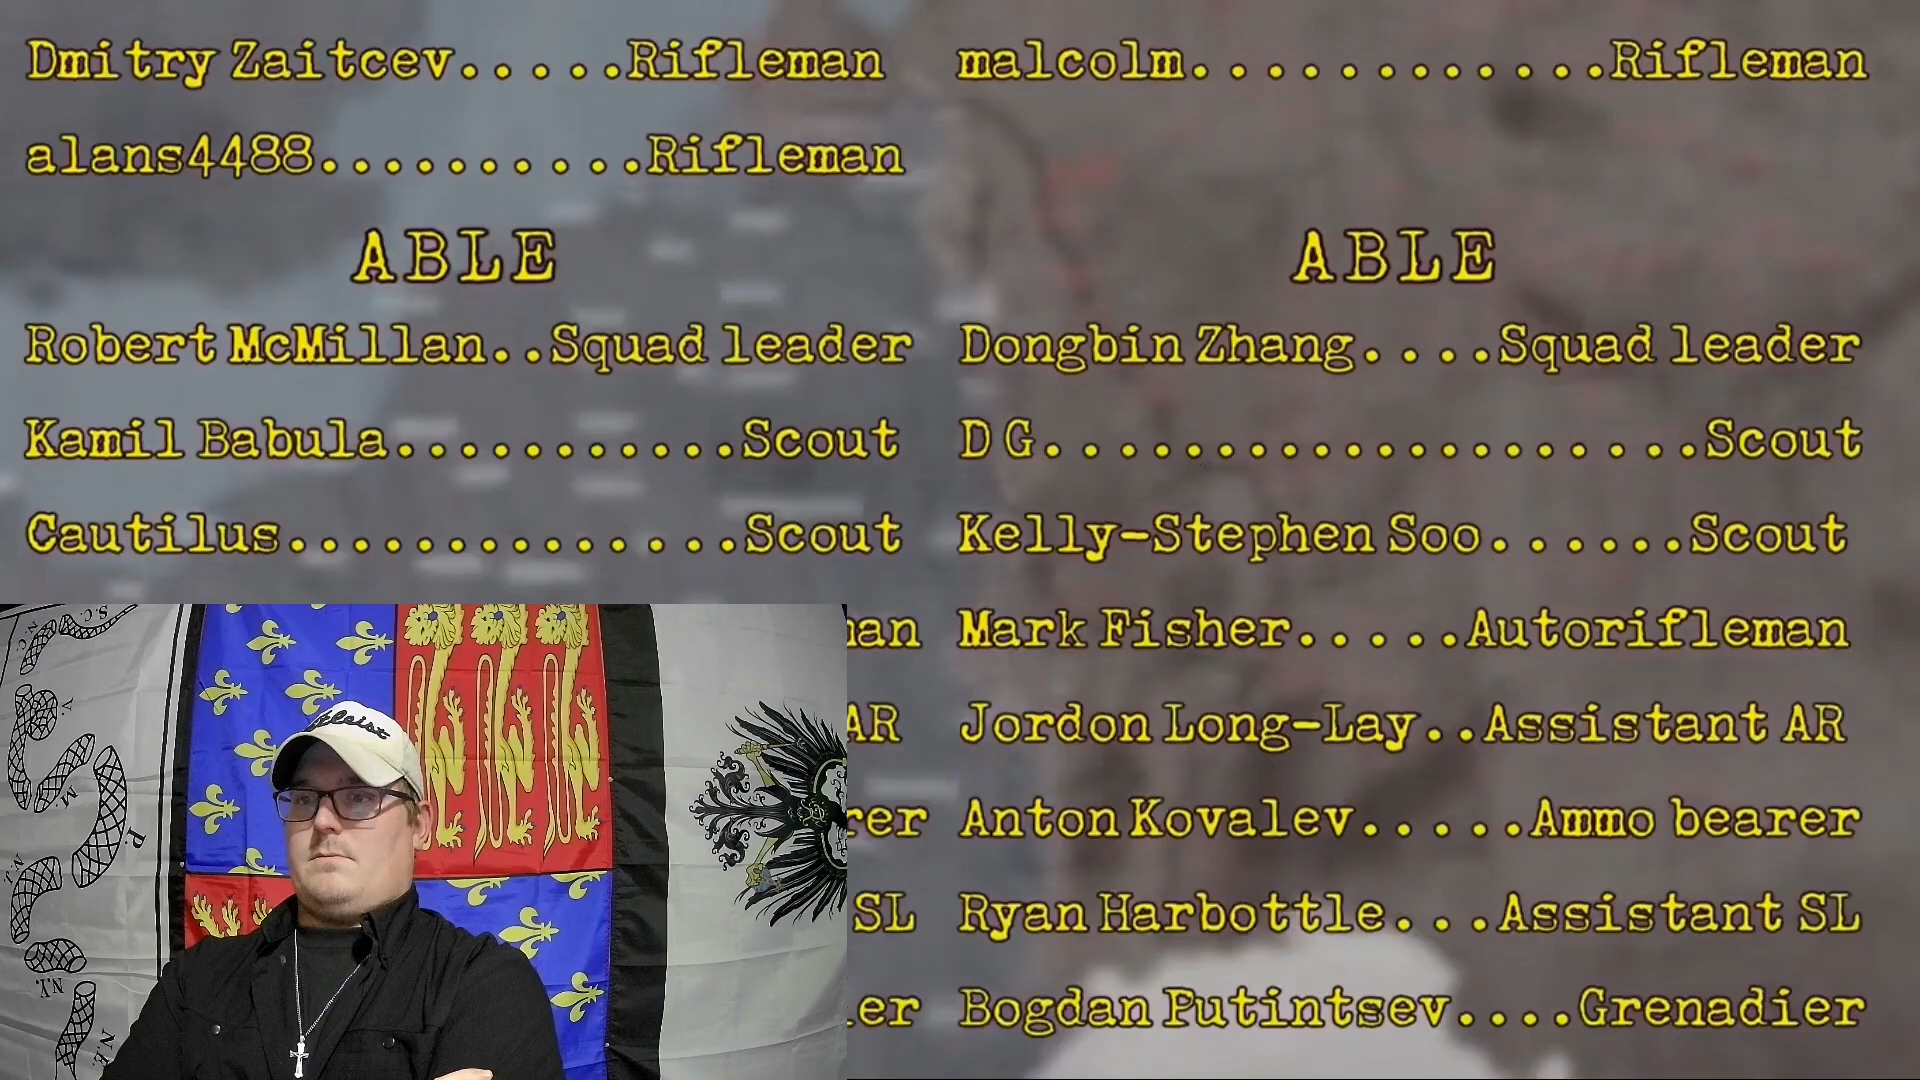 Dmitry Zaitcev.....Rifleman
alans4488..........Rifleman
ABLE
Robert McMillan..Squad leader
Kamil Babula..........Scout
Cautilus..............Scout
AR
SL
malcolm............Rifleman
ABLE
Dongbin Zhang....Squad leader
D G..................Scout
Kelly-Stephen Soo......Scout
Mark Fisher.....Autorifleman
Jordon Long-Lay..Assistant AR
Anton Kovalev.....Ammo bearer
Ryan Harbottle...Assistant SL
Bogdan Putintsev....Grenadier
S.C.
N.C.
V.
M.
P.
N.J.
N.Y.
N.E.